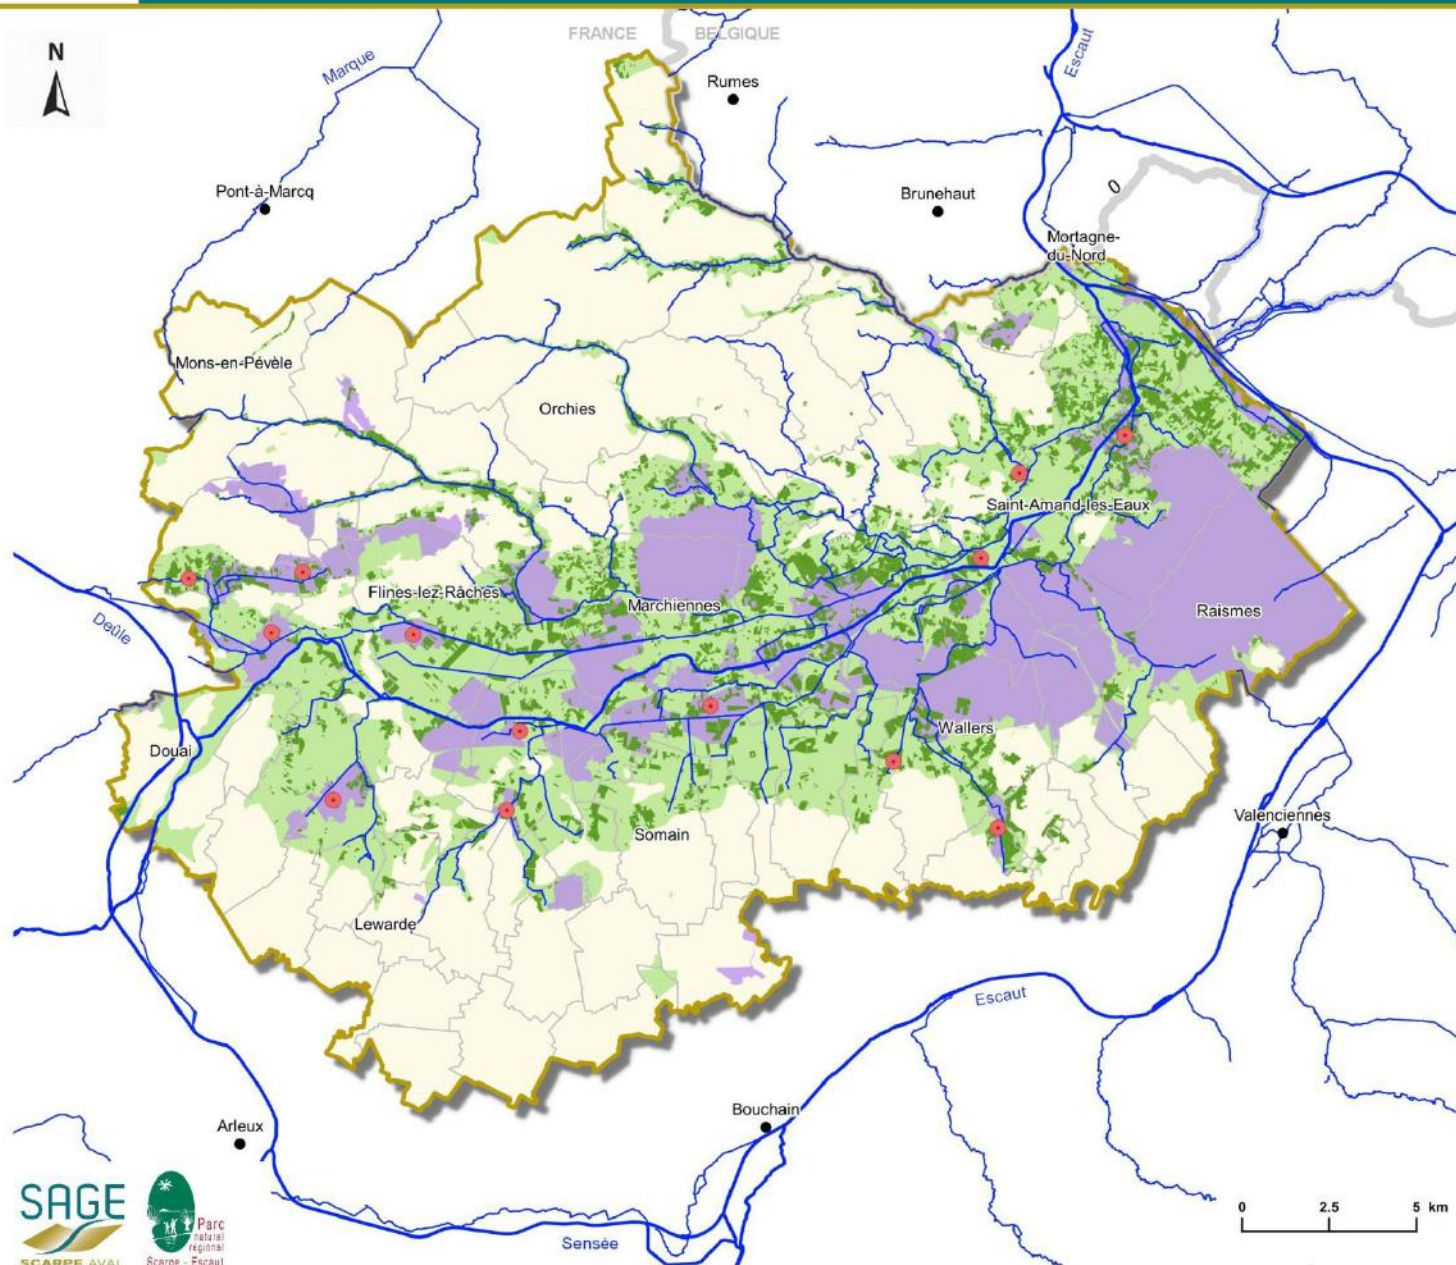 FRANCE BELGIQUE
N
Marque
Escaut
Rumes
Pont-à-Marcq
Brunehaut
0
Mortagne-
du-Nord
Mons-en-Pévèle
Orchies
Saint-Amand-les-Eaux
Flines-lez-Râches
Marchiennes
Raismes
Deûle
Douai
Wallers
Valenciennes
Somain
Lewarde
Escaut
Bouchain
Arleux
SAGE
SCARPE AVAL
Parc
naturel
régional
Scarpe - Escaut
0 2.5 5 km
Sensée